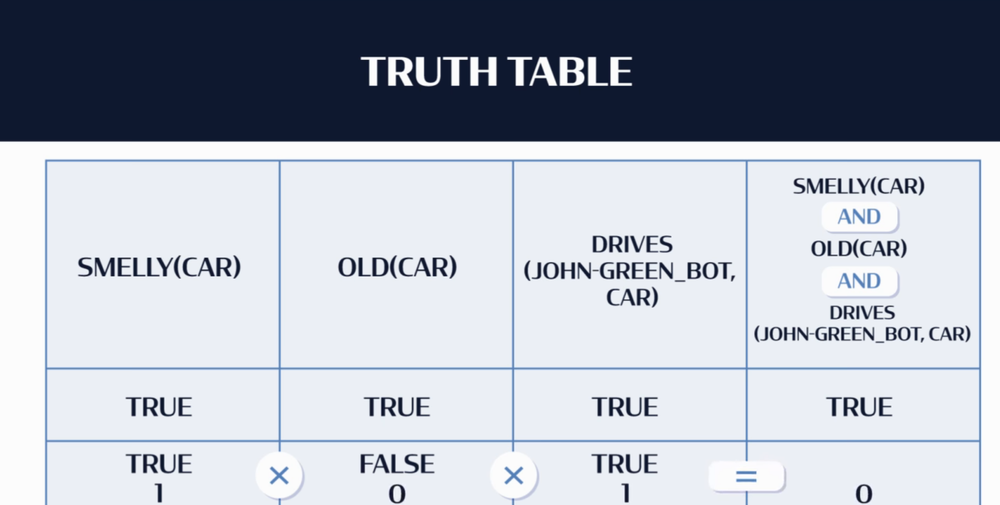 TRUTH TABLE
SMELLY(CAR)
OLD(CAR)
DRIVES
(JOHN-GREEN_BOT,
CAR)
SMELLY(CAR)
AND
OLD(CAR)
AND
DRIVES
(JOHN-GREEN_BOT, CAR)
TRUE TRUE TRUE TRUE
TRUE × FALSE × TRUE =
1 0 1 0